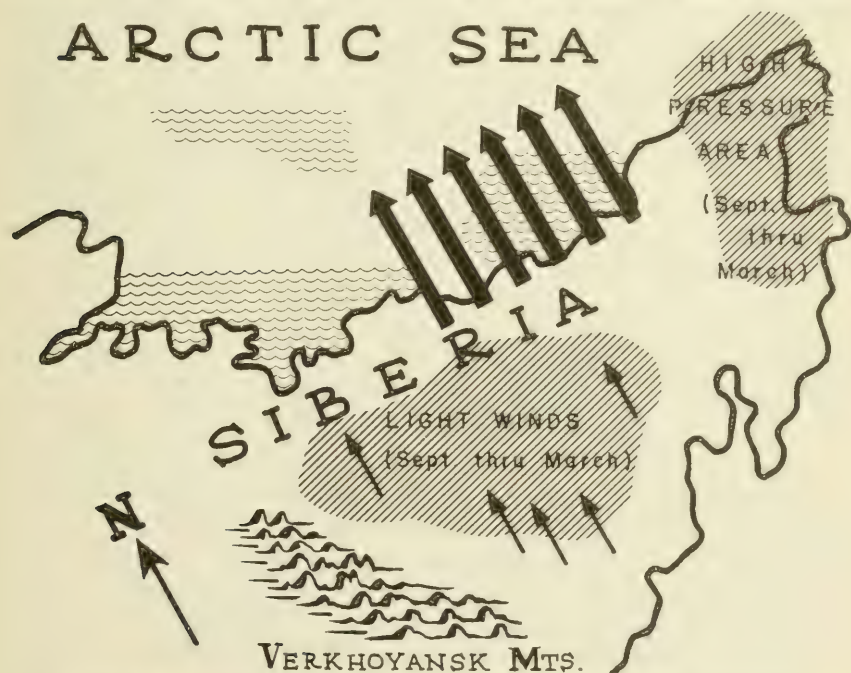 ARCTIC SEA
HIGH
PRESSURE
AREA
(Sept.
thru
March)
SIBERIA
LIGHT WINDS
(Sept. thru March)
N
VERKHOYANSK MTS.